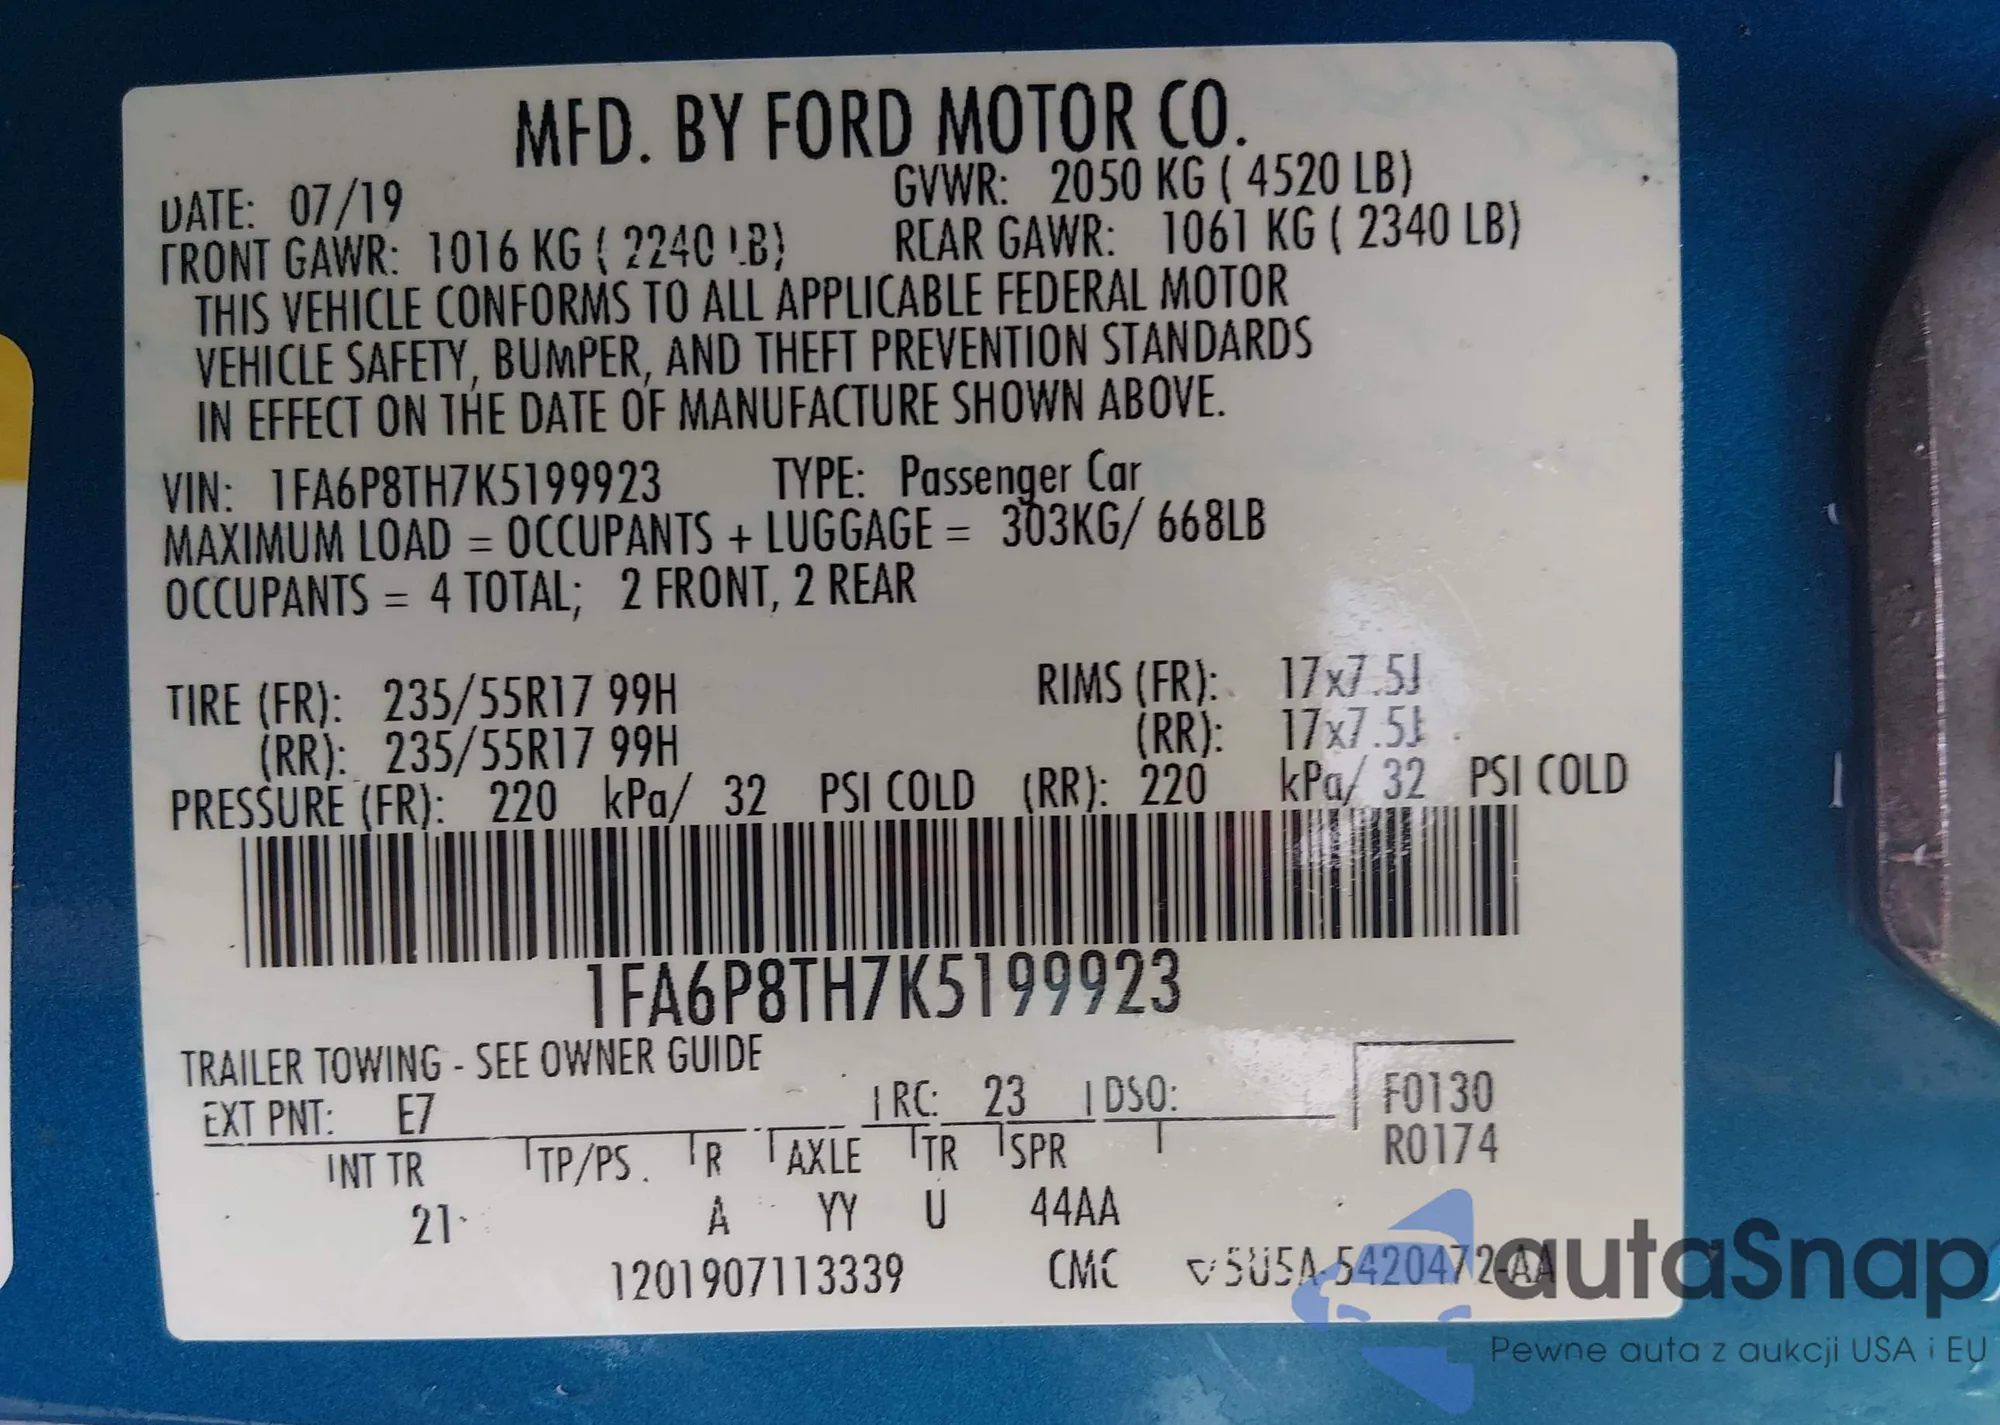 MFD. BY FORD MOTOR CO.
DATE: 07/19 GVWR: 2050 KG ( 4520 LB)
FRONT GAWR: 1016 KG ( 2240 LB) REAR GAWR: 1061 KG ( 2340 LB)
THIS VEHICLE CONFORMS TO ALL APPLICABLE FEDERAL MOTOR
VEHICLE SAFETY, BUMPER, AND THEFT PREVENTION STANDARDS
IN EFFECT ON THE DATE OF MANUFACTURE SHOWN ABOVE.
VIN: 1FA6P8TH7K5199923 TYPE: Passenger Car
MAXIMUM LOAD = OCCUPANTS + LUGGAGE = 303KG/ 668LB
OCCUPANTS = 4 TOTAL; 2 FRONT, 2 REAR
TIRE (FR): 235/55R17 99H RIMS (FR): 17x7.5J
(RR): 235/55R17 99H (RR): 17x7.5J
PRESSURE (FR): 220 kPa/ 32 PSI COLD (RR): 220 kPa/ 32 PSI COLD
1FA6P8TH7K5199923
TRAILER TOWING - SEE OWNER GUIDE
EXT PNT: E7 RC: 23 DSO: F0130
INT TR TP/PS R AXLE TR SPR R0174
21 A YY U 44AA
1201907113339 CMC 5U5A-5420472-AA
autaSnap
Pewne auta z aukcji USA i EU